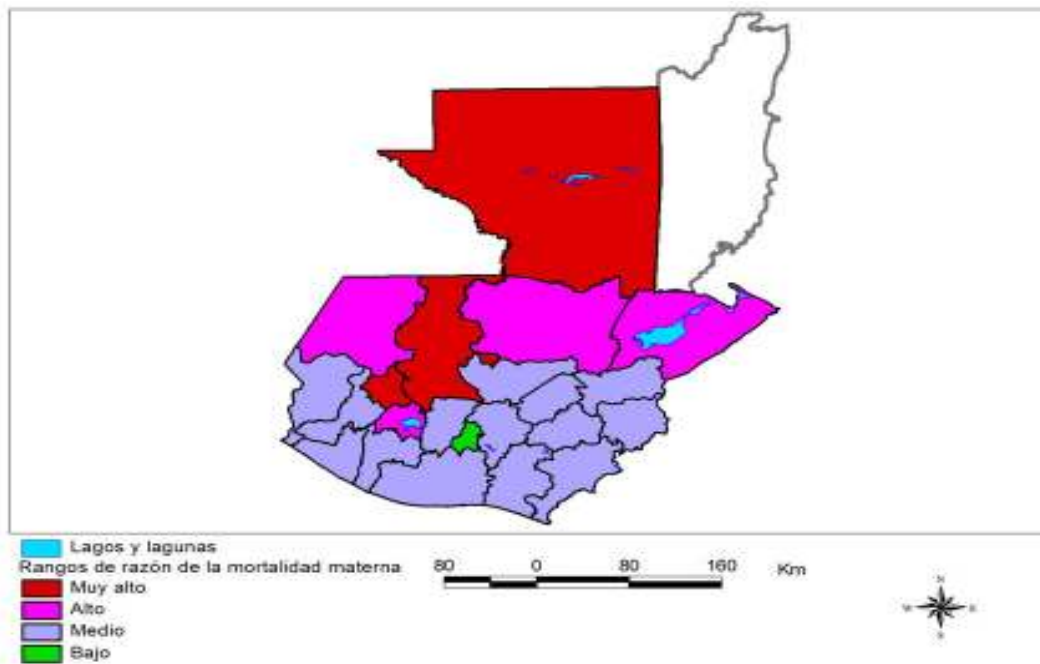 Lagos y lagunas
Rangos de razón de la mortalidad materna
Muy alto
Alto
Medio
Bajo
80 0 80 160 Km
N
W E
S